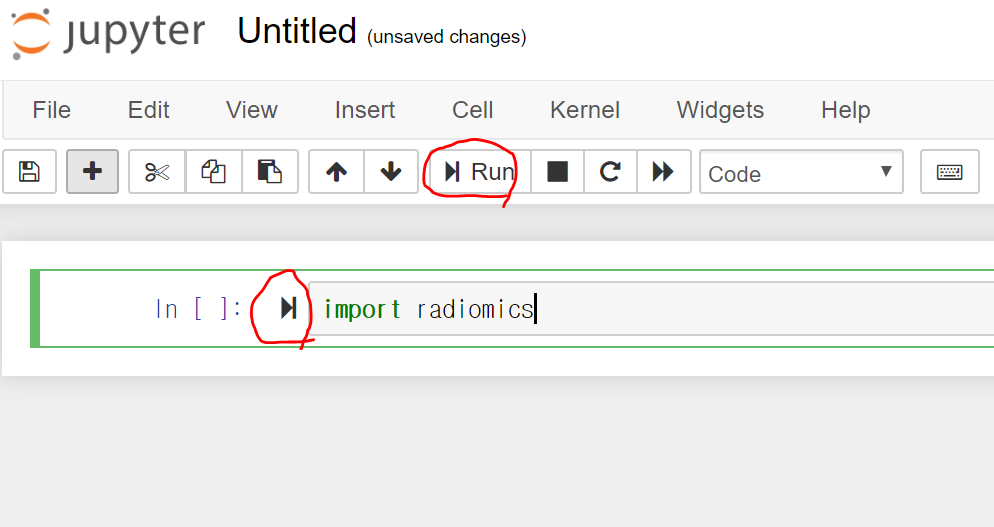 jupyter Untitled (unsaved changes)
File Edit View Insert Cell Kernel Widgets Help
Run Code
In [ ]: import radiomics